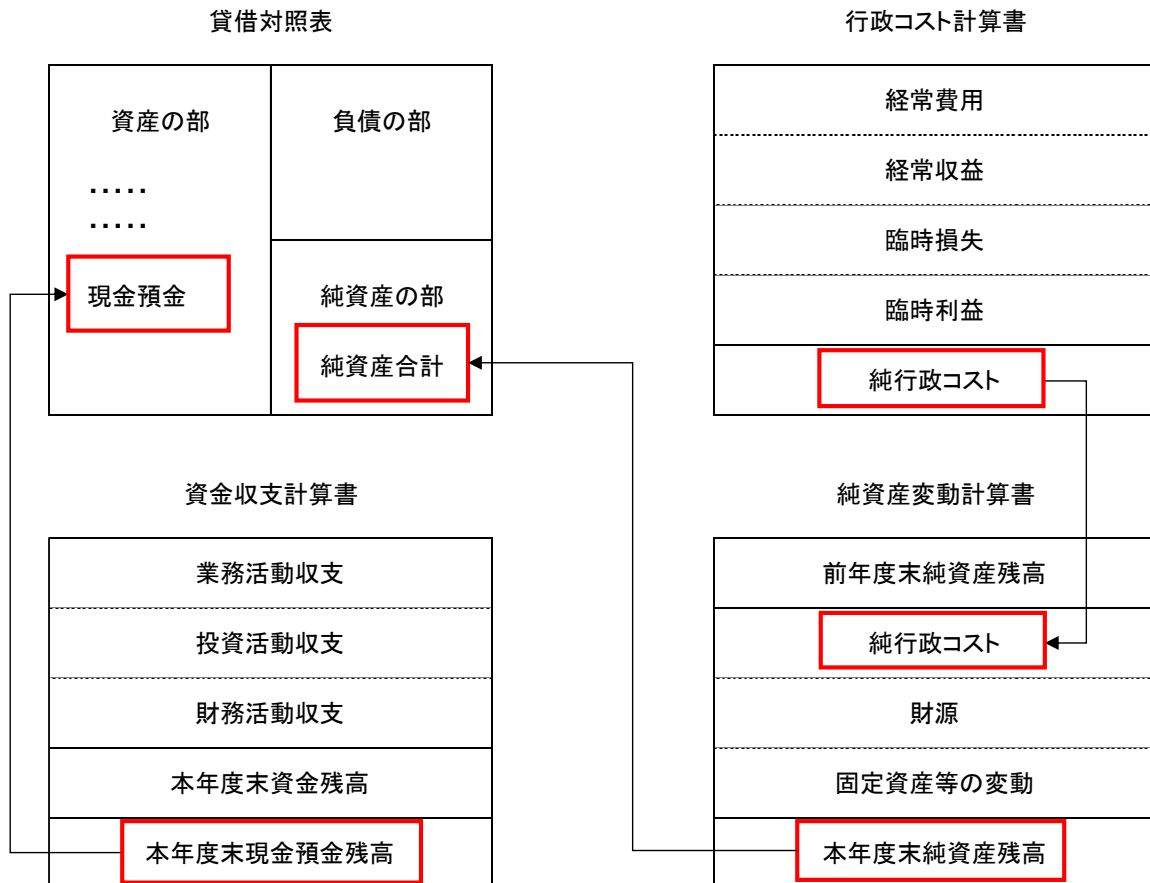 貸借対照表
資産の部
.....
.....
現金預金
負債の部
純資産の部
純資産合計
行政コスト計算書
経常費用
経常収益
臨時損失
臨時利益
純行政コスト
資金収支計算書
業務活動収支
投資活動収支
財務活動収支
本年度末資金残高
本年度末現金預金残高
純資産変動計算書
前年度末純資産残高
純行政コスト
財源
固定資産等の変動
本年度末純資産残高